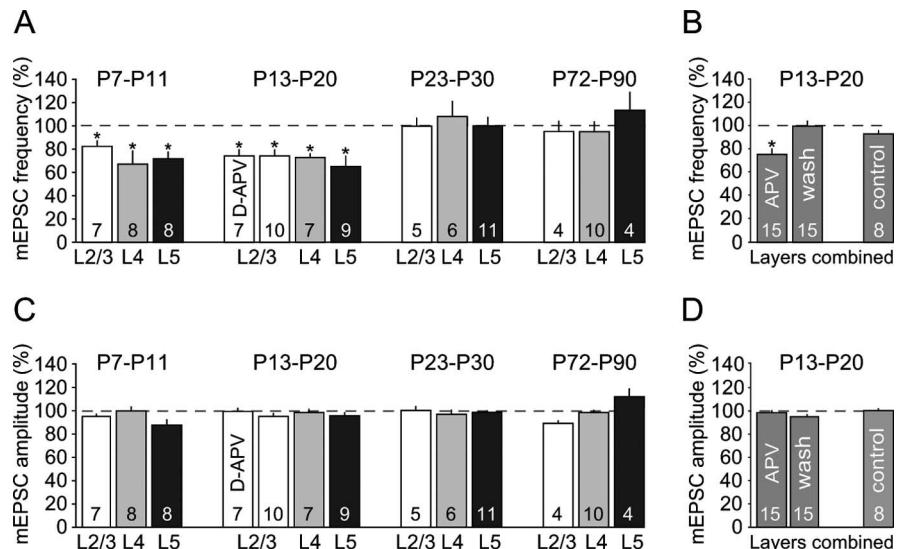 A
B
P7-P11 P13-P20 P23-P30 P72-P90
P13-P20
mEPSC frequency (%)
140
120
100
80
60
40
20
0
* * * * * * *
D-APV
7 8 8 7 10 7 9 5 6 11 4 10 4
L2/3 L4 L5 L2/3 L4 L5 L2/3 L4 L5 L2/3 L4 L5
mEPSC frequency (%)
140
120
100
80
60
40
20
0
*
APV
wash
control
15 15 8
Layers combined
C
D
P7-P11 P13-P20 P23-P30 P72-P90
P13-P20
mEPSC amplitude (%)
140
120
100
80
60
40
20
0
D-APV
7 8 8 7 10 7 9 5 6 11 4 10 4
L2/3 L4 L5 L2/3 L4 L5 L2/3 L4 L5 L2/3 L4 L5
mEPSC amplitude (%)
140
120
100
80
60
40
20
0
APV
wash
control
15 15 8
Layers combined